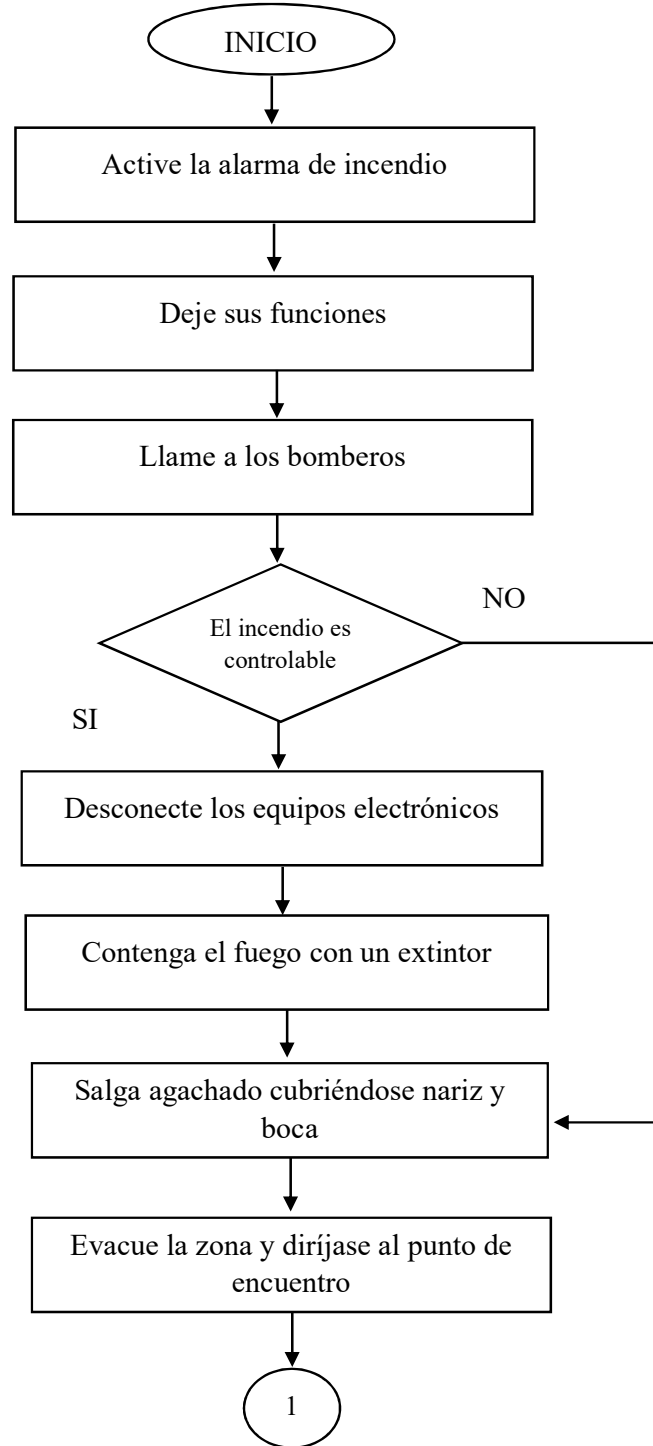 INICIO
Active la alarma de incendio
Deje sus funciones
Llame a los bomberos
El incendio es
controlable
NO
SI
Desconecte los equipos electrónicos
Contenga el fuego con un extintor
Salga agachado cubriéndose nariz y
boca
Evacue la zona y diríjase al punto de
encuentro
1